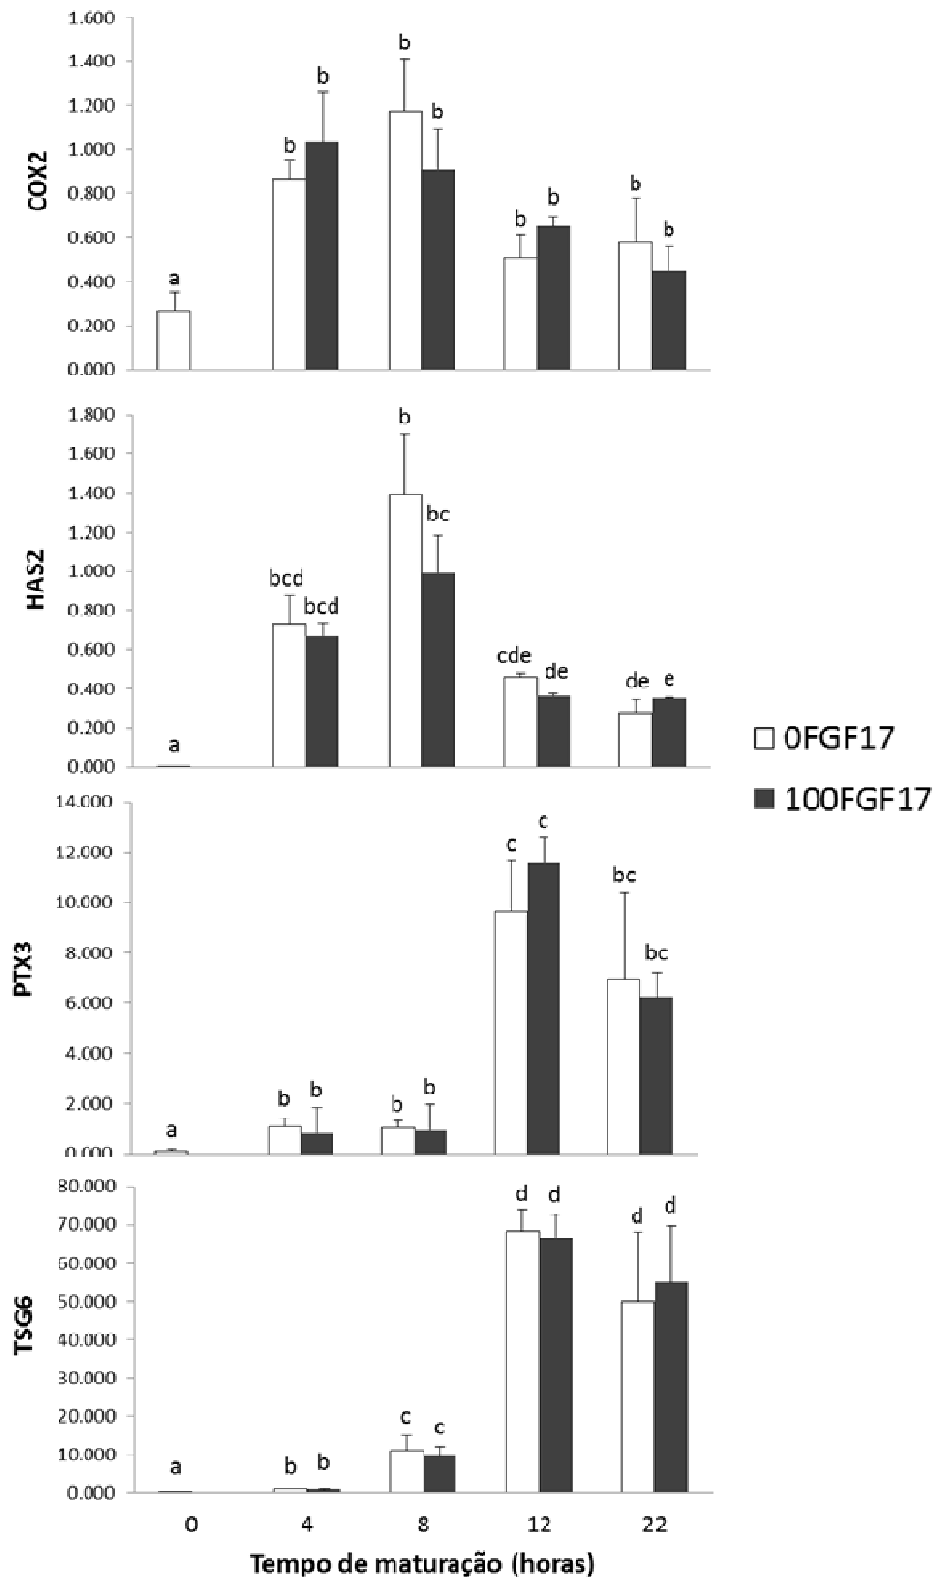 COX2
1.600
1.400
1.200
1.000
0.800
0.600
0.400
0.200
0.000
a
b b
b b
b b
b b
HAS2
1.800
1.600
1.400
1.200
1.000
0.800
0.600
0.400
0.200
0.000
a
bcd bcd
b bc
cde de
de e
0FGF17
100FGF17
PTX3
14.000
12.000
10.000
8.000
6.000
4.000
2.000
0.000
a
b b
b b
c c
bc bc
TSG6
80.000
70.000
60.000
50.000
40.000
30.000
20.000
10.000
0.000
a
b b
c c
d d
d d
0 4 8 12 22
Tempo de maturação (horas)